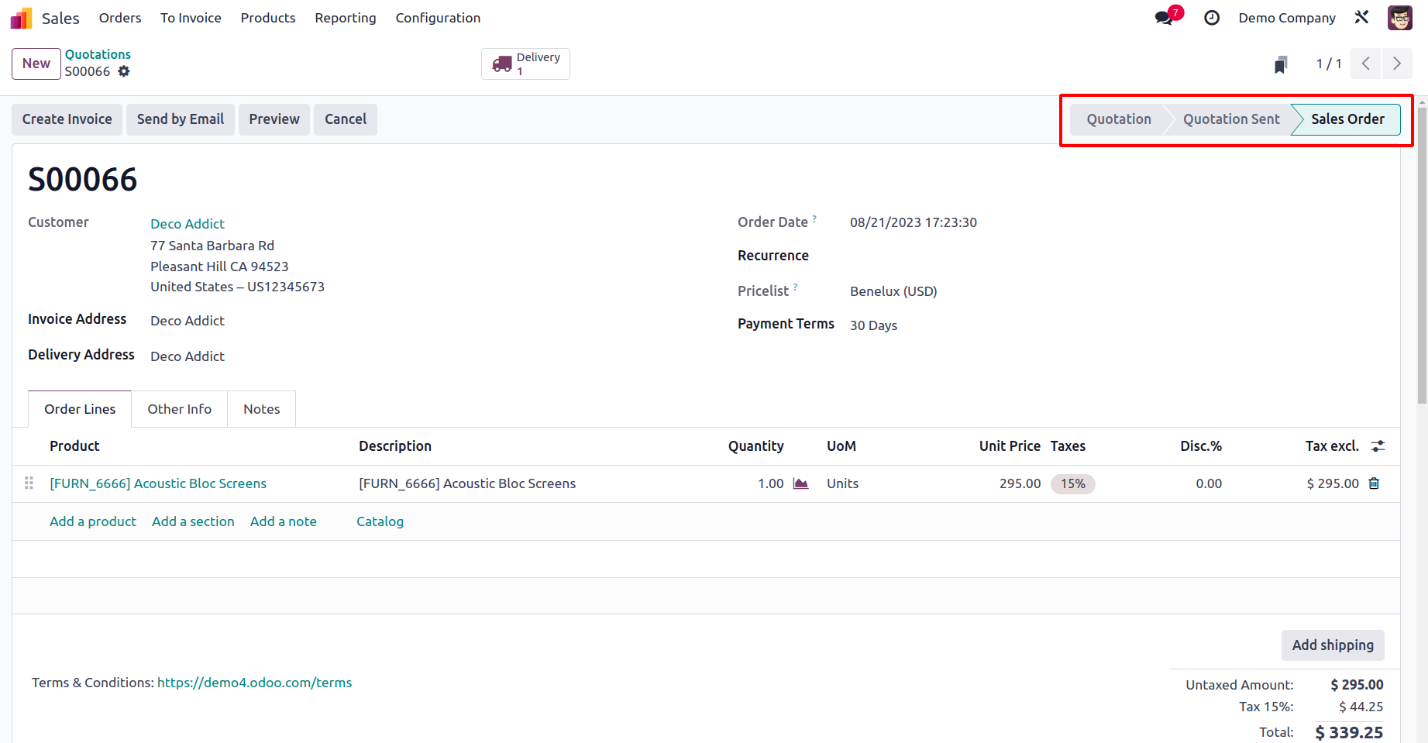 Sales Orders To Invoice Products Reporting Configuration 7 Demo Company
New Quotations Delivery 1 / 1
S00066 1
Create Invoice Send by Email Preview Cancel Quotation Quotation Sent Sales Order
S00066
Customer Deco Addict Order Date ? 08/21/2023 17:23:30
77 Santa Barbara Rd
Recurrence
Pleasant Hill CA 94523
United States – US12345673 Pricelist ? Benelux (USD)
Invoice Address Deco Addict Payment Terms 30 Days
Delivery Address Deco Addict
Order Lines Other Info Notes
Product Description Quantity UoM Unit Price Taxes Disc.% Tax excl.
[FURN_6666] Acoustic Bloc Screens [FURN_6666] Acoustic Bloc Screens 1.00 Units 295.00 15% 0.00 $ 295.00
Add a product Add a section Add a note Catalog
Add shipping
Terms & Conditions: https://demo4.odoo.com/terms Untaxed Amount: $ 295.00
Tax 15%: $ 44.25
Total: $ 339.25